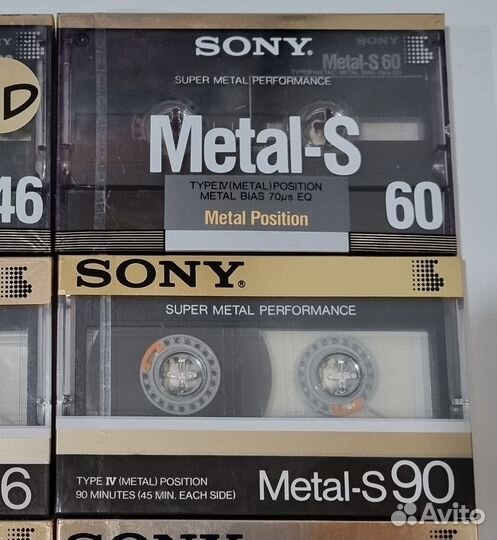 SONY
Metal-S 60
SUPER METAL PERFORMANCE
Metal-S
TYPE IV (METAL) POSITION
METAL BIAS 70μs EQ
Metal Position
60
D
46
SONY
SUPER METAL PERFORMANCE
TYPE IV (METAL) POSITION
90 MINUTES (45 MIN. EACH SIDE)
Metal-S 90
6
SONY
Avito